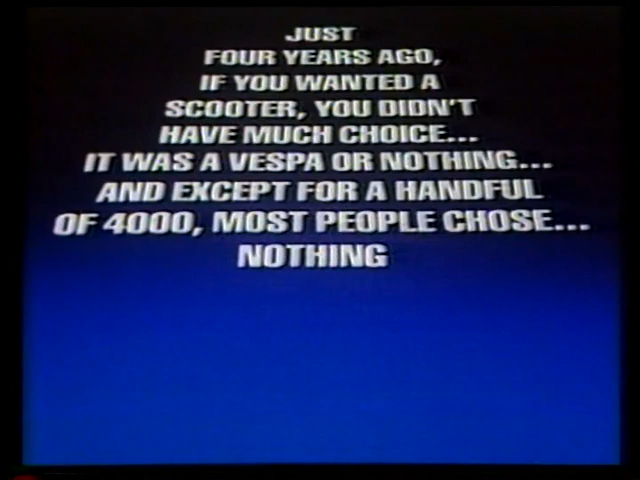 JUST
FOUR YEARS AGO,
IF YOU WANTED A
SCOOTER, YOU DIDN'T
HAVE MUCH CHOICE...
IT WAS A VESPA OR NOTHING...
AND EXCEPT FOR A HANDFUL
OF 4000, MOST PEOPLE CHOSE...
NOTHING